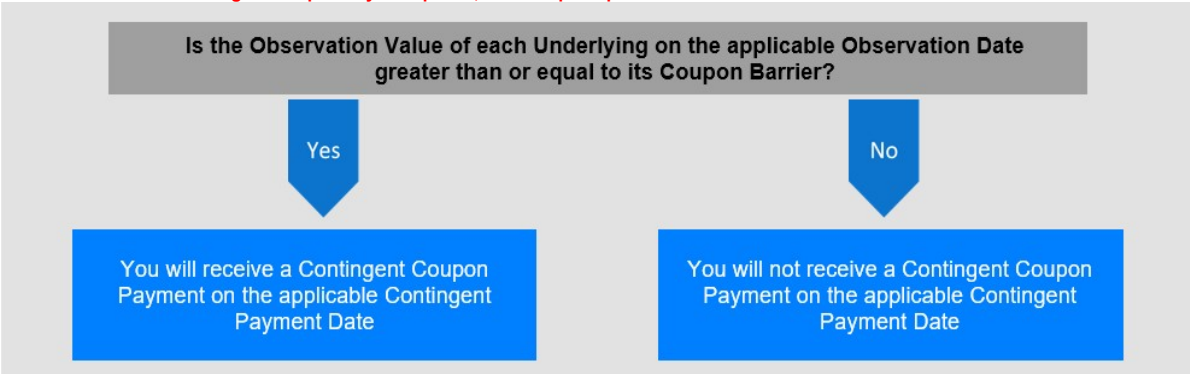 Is the Observation Value of each Underlying on the applicable Observation Date
greater than or equal to its Coupon Barrier?
Yes
No
You will receive a Contingent Coupon
Payment on the applicable Contingent
Payment Date
You will not receive a Contingent Coupon
Payment on the applicable Contingent
Payment Date